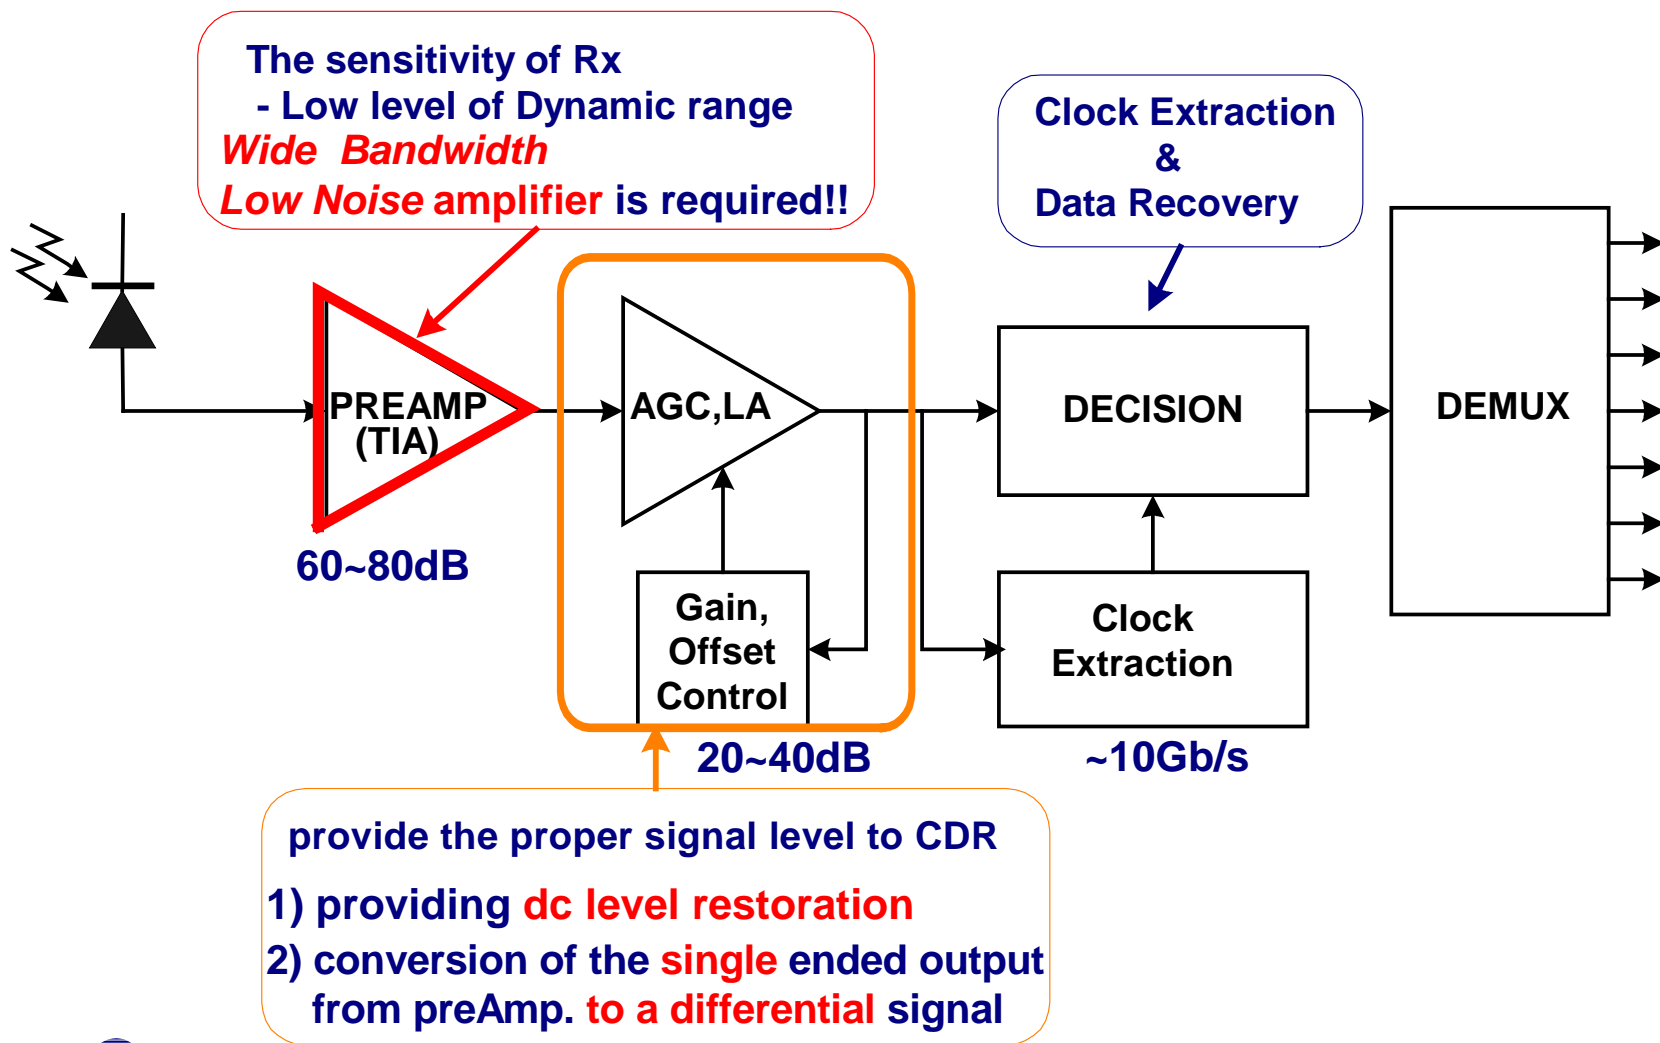 The sensitivity of Rx
- Low level of Dynamic range
Wide Bandwidth
Low Noise amplifier is required!!
Clock Extraction
&
Data Recovery
PREAMP
(TIA)
60~80dB
AGC,LA
Gain,
Offset
Control
20~40dB
DECISION
Clock
Extraction
~10Gb/s
DEMUX
provide the proper signal level to CDR
1) providing dc level restoration
2) conversion of the single ended output
from preAmp. to a differential signal